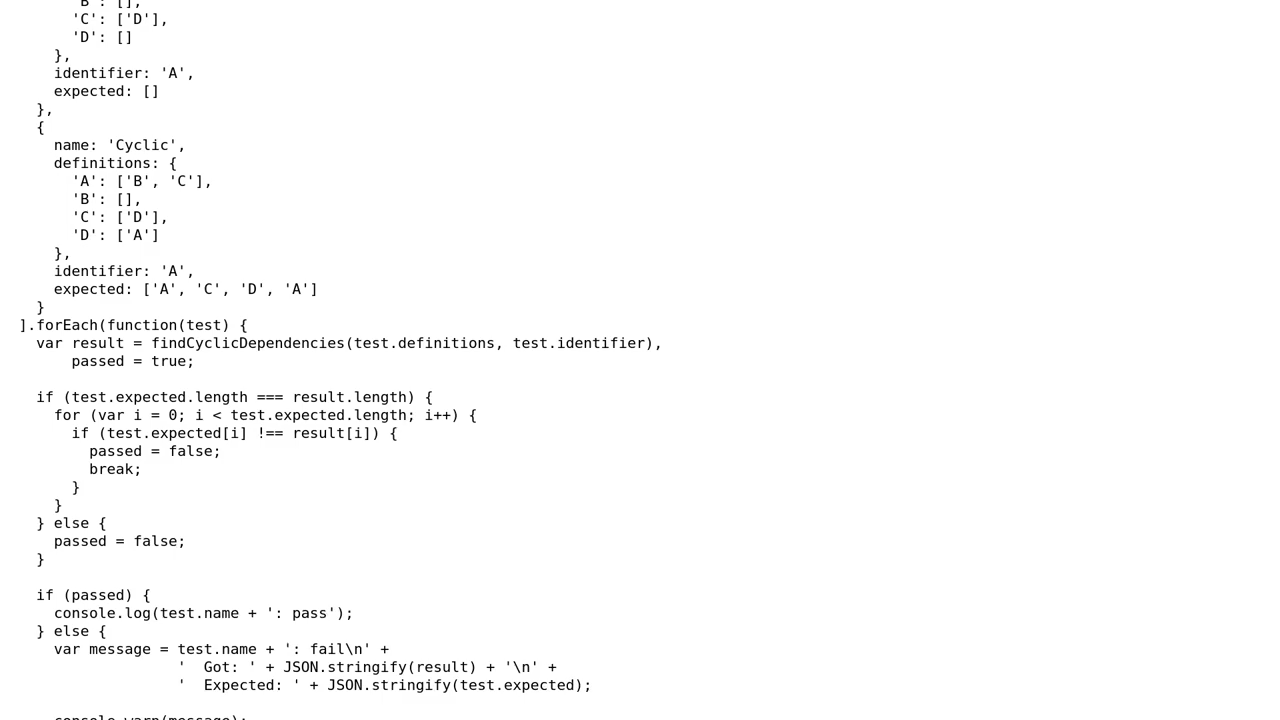 'B': [],
'C': ['D'],
'D': []
},
identifier: 'A',
expected: []
},
{
name: 'Cyclic',
definitions: {
'A': ['B', 'C'],
'B': [],
'C': ['D'],
'D': ['A']
},
identifier: 'A',
expected: ['A', 'C', 'D', 'A']
}
].forEach(function(test) {
var result = findCyclicDependencies(test.definitions, test.identifier),
passed = true;
if (test.expected.length === result.length) {
for (var i = 0; i < test.expected.length; i++) {
if (test.expected[i] !== result[i]) {
passed = false;
break;
}
}
} else {
passed = false;
}
if (passed) {
console.log(test.name + ': pass');
} else {
var message = test.name + ': fail\n' +
'  Got: ' + JSON.stringify(result) + '\n' +
'  Expected: ' + JSON.stringify(test.expected);
console.warn(message);